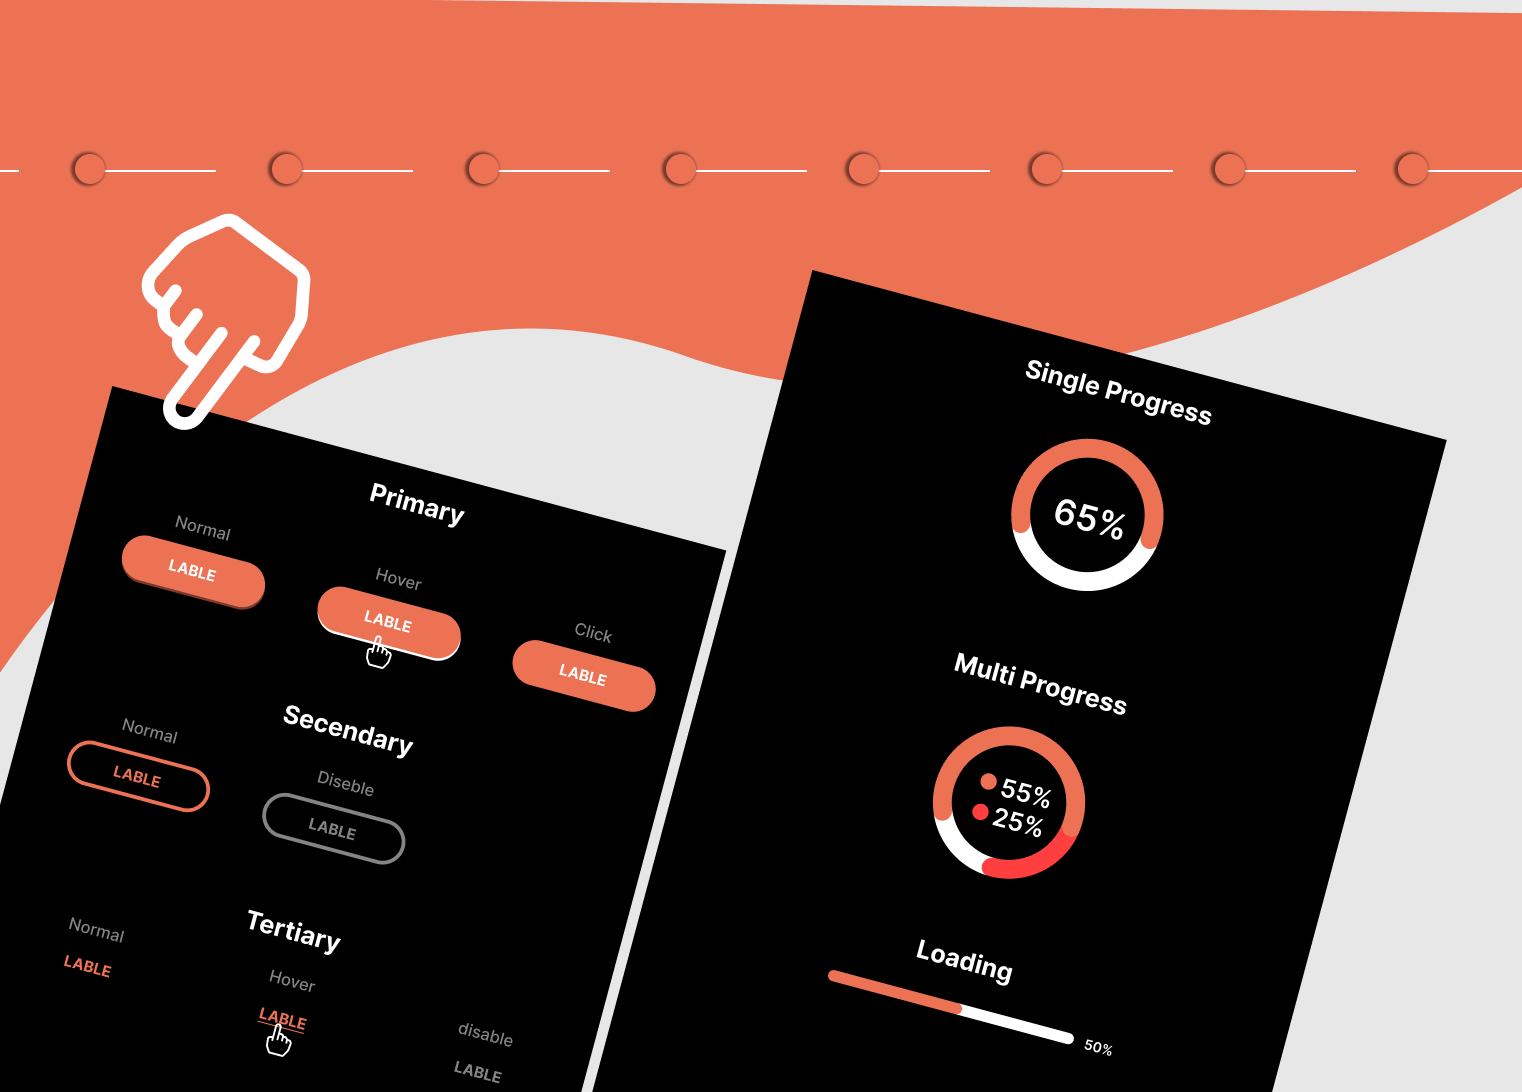 Primary
Normal
LABLE
Hover
LABLE
Click
LABLE
Secendary
Normal
LABLE
Diseble
LABLE
Tertiary
Normal
LABLE
Hover
LABLE
disable
LABLE
Single Progress
65%
Multi Progress
55%
25%
Loading
50%